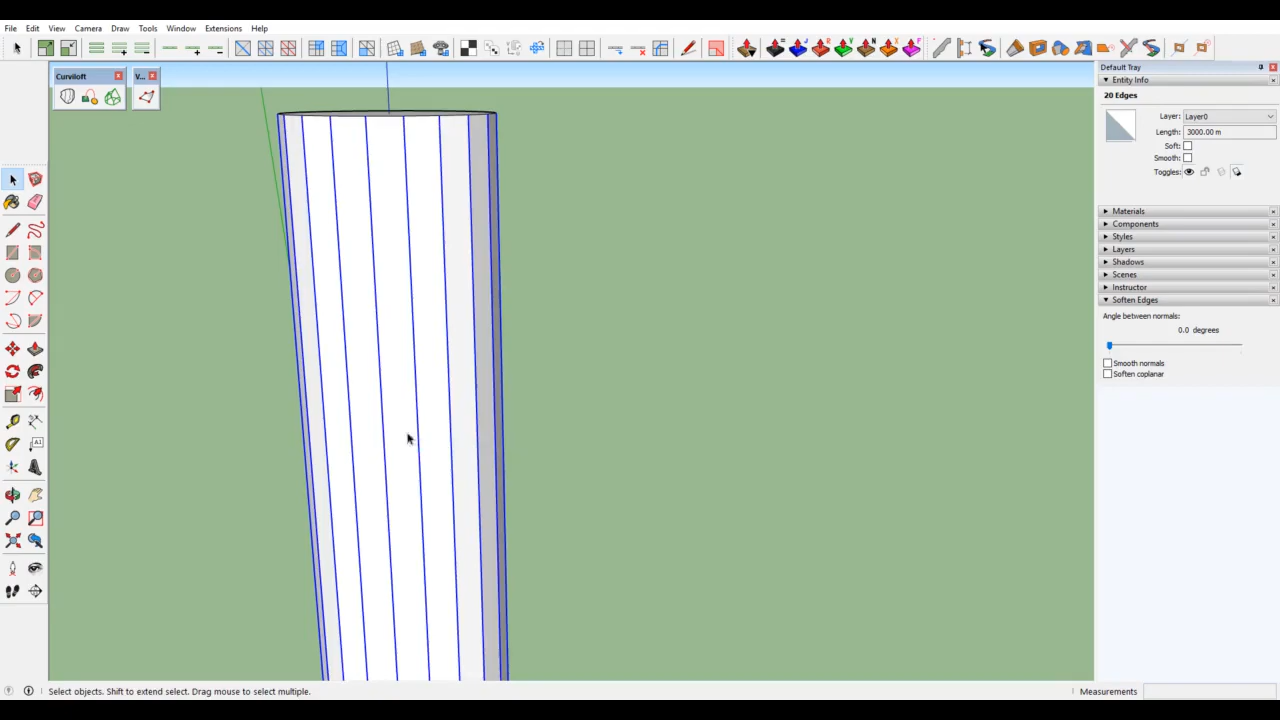 File Edit View Camera Draw Tools Window Extensions Help
Curviloft
V...
Default Tray
Entity Info
20 Edges
Layer: Layer0
Length: 3000.00 m
Soft:
Smooth:
Toggles:
Materials
Components
Styles
Layers
Shadows
Scenes
Instructor
Soften Edges
Angle between normals:
0.0 degrees
Smooth normals
Soften coplanar
A1
Select objects. Shift to extend select. Drag mouse to select multiple.
Measurements